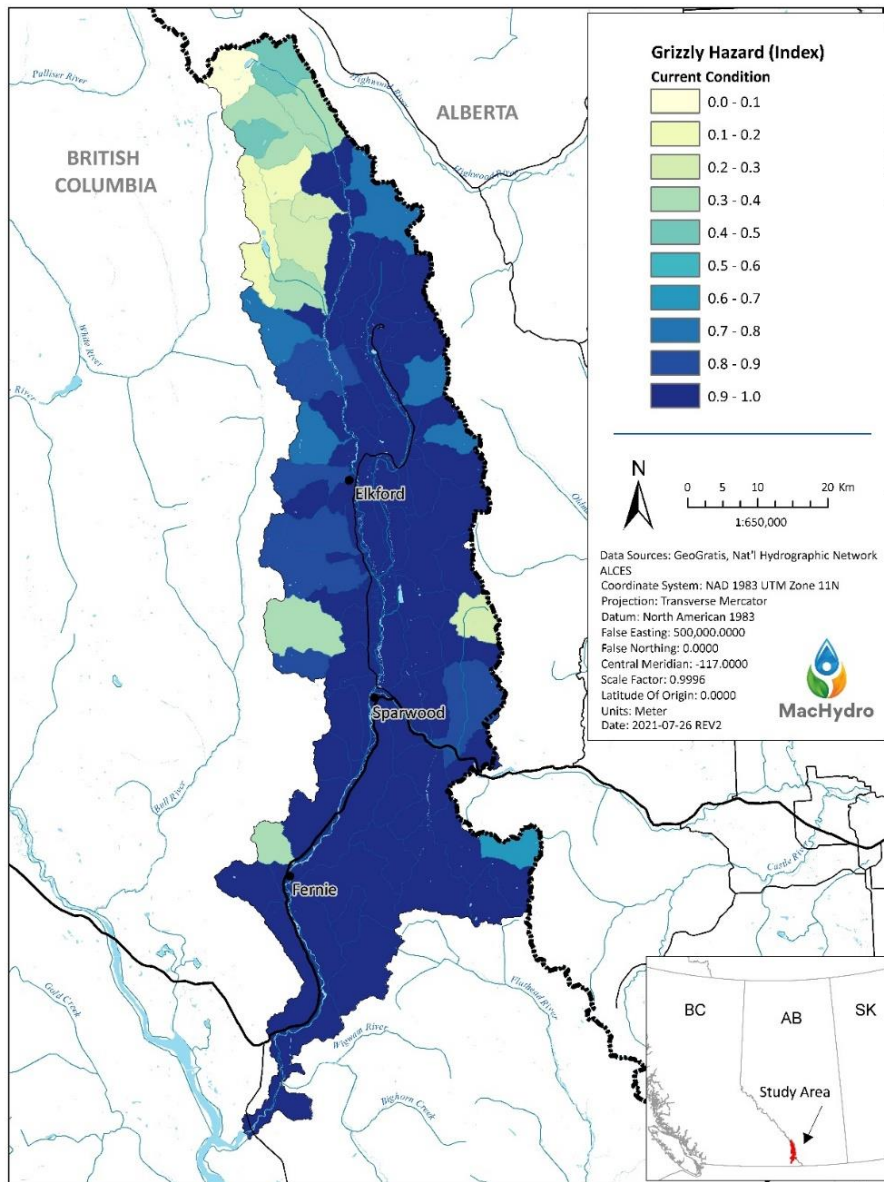 Palliser River
Highwood River
ALBERTA
BRITISH
COLUMBIA
Highwood River
White River
River
Elkford
Oldm
Sparwood
Bull River
Castle River
Fernie
Gold Creek
Flathead River
Wigwam River
Bighorn Creek
Grizzly Hazard (Index)
Current Condition
0.0 - 0.1
0.1 - 0.2
0.2 - 0.3
0.3 - 0.4
0.4 - 0.5
0.5 - 0.6
0.6 - 0.7
0.7 - 0.8
0.8 - 0.9
0.9 - 1.0
N
0 5 10 20 Km
1:650,000
Data Sources: GeoGratis, Nat'l Hydrographic Network
ALCES
Coordinate System: NAD 1983 UTM Zone 11N
Projection: Transverse Mercator
Datum: North American 1983
False Easting: 500,000.0000
False Northing: 0.0000
Central Meridian: -117.0000
Scale Factor: 0.9996
Latitude Of Origin: 0.0000
Units: Meter
Date: 2021-07-26 REV2
MacHydro
BC
AB
SK
Study Area